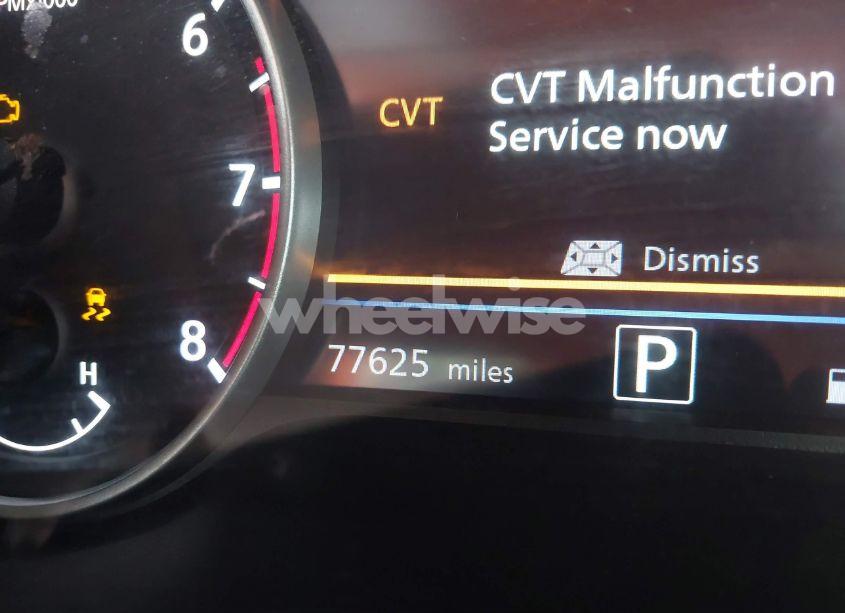 6
CVT
CVT Malfunction
Service now
7
Dismiss
wheelwise
8
77625 miles
P
H